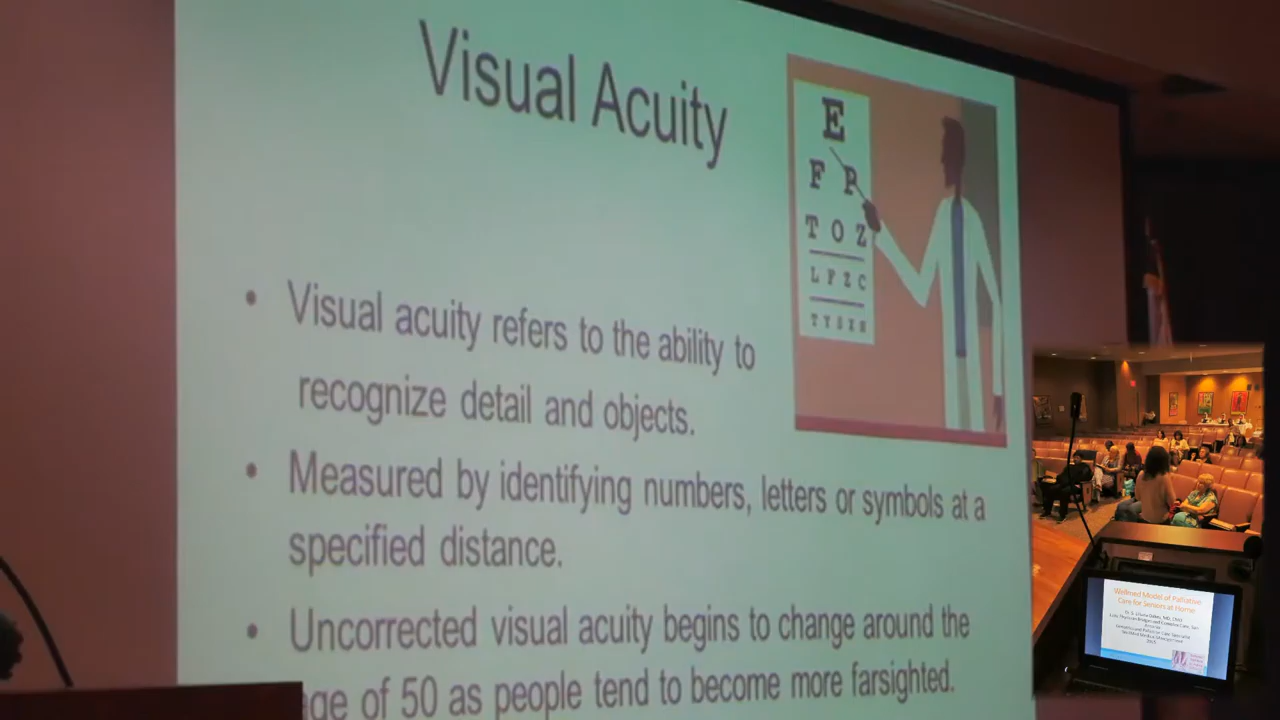 Visual Acuity
E
F P
T O Z
L P Z C
• Visual acuity refers to the ability to
recognize detail and objects.
• Measured by identifying numbers, letters or symbols at a
specified distance.
• Uncorrected visual acuity begins to change around the
age of 50 as people tend to become more farsighted.
Wellmed Model of Palliative
Care for Seniors at Home